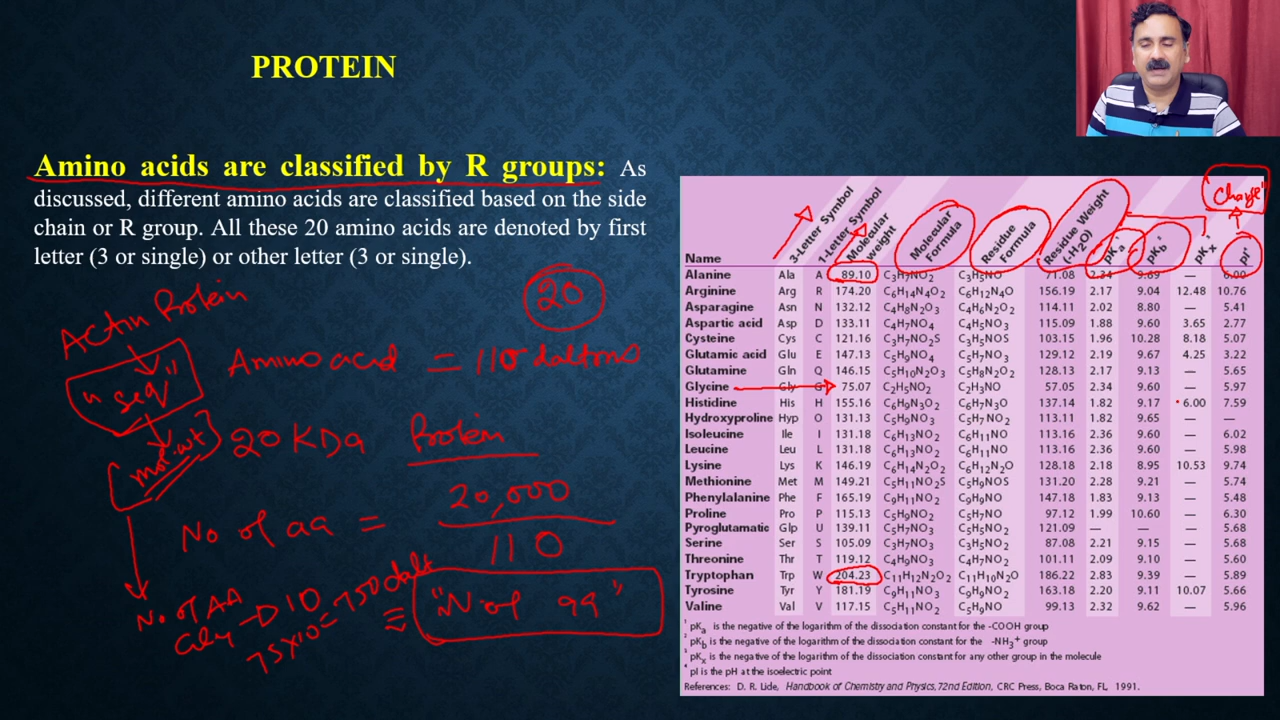 PROTEIN
Amino acids are classified by R groups: As
discussed, different amino acids are classified based on the side
chain or R group. All these 20 amino acids are denoted by first
letter (3 or single) or other letter (3 or single).
20
Actin Protein
"seq"
mol.wt
Amino acid = 110 daltons
20 KDa Protein
No of aa = 20,000
110
≡ "N of aa"
No of AA
Gly 10
75×10 = 750 dalt
"Charge"
Name 3-Letter Symbol 1-Letter Symbol Molecular Weight Molecular Formula Residue Formula Residue Weight (-H2O) pKa1 pKb2 pKx3 pI4
Alanine Ala A 89.10 C3H7NO2 C3H5NO 71.08 2.34 9.69 — 6.00
Arginine Arg R 174.20 C6H14N4O2 C6H12N4O 156.19 2.17 9.04 12.48 10.76
Asparagine Asn N 132.12 C4H8N2O3 C4H6N2O2 114.11 2.02 8.80 — 5.41
Aspartic acid Asp D 133.11 C4H7NO4 C4H5NO3 115.09 1.88 9.60 3.65 2.77
Cysteine Cys C 121.16 C3H7NO2S C3H5NOS 103.15 1.96 10.28 8.18 5.07
Glutamic acid Glu E 147.13 C5H9NO4 C5H7NO3 129.12 2.19 9.67 4.25 3.22
Glutamine Gln Q 146.15 C5H10N2O3 C5H8N2O2 128.13 2.17 9.13 — 5.65
Glycine Gly G 75.07 C2H5NO2 C2H3NO 57.05 2.34 9.60 — 5.97
Histidine His H 155.16 C6H9N3O2 C6H7N3O 137.14 1.82 9.17 6.00 7.59
Hydroxyproline Hyp O 131.13 C5H9NO3 C5H7NO2 113.11 1.82 9.65 — —
Isoleucine Ile I 131.18 C6H13NO2 C6H11NO 113.16 2.36 9.60 — 6.02
Leucine Leu L 131.18 C6H13NO2 C6H11NO 113.16 2.36 9.60 — 5.98
Lysine Lys K 146.19 C6H14N2O2 C6H12N2O 128.18 2.18 8.95 10.53 9.74
Methionine Met M 149.21 C5H11NO2S C5H9NOS 131.20 2.28 9.21 — 5.74
Phenylalanine Phe F 165.19 C9H11NO2 C9H9NO 147.18 1.83 9.13 — 5.48
Proline Pro P 115.13 C5H9NO2 C5H7NO 97.12 1.99 10.60 — 6.30
Pyroglutamatic Glp U 139.11 C5H7NO3 C5H5NO2 121.09 — — — 5.68
Serine Ser S 105.09 C3H7NO3 C3H5NO2 87.08 2.21 9.15 — 5.68
Threonine Thr T 119.12 C4H9NO3 C4H7NO2 101.11 2.09 9.10 — 5.60
Tryptophan Trp W 204.23 C11H12N2O2 C11H10N2O 186.22 2.83 9.39 — 5.89
Tyrosine Tyr Y 181.19 C9H11NO3 C9H9NO2 163.18 2.20 9.11 10.07 5.66
Valine Val V 117.15 C5H11NO2 C5H9NO 99.13 2.32 9.62 — 5.96
1 pKa is the negative of the logarithm of the dissociation constant for the -COOH group
2 pKb is the negative of the logarithm of the dissociation constant for the -NH3+ group
3 pKx is the negative of the logarithm of the dissociation constant for any other group in the molecule
4 pI is the pH at the isoelectric point
References: D. R. Lide, Handbook of Chemistry and Physics, 72nd Edition, CRC Press, Boca Raton, FL, 1991.